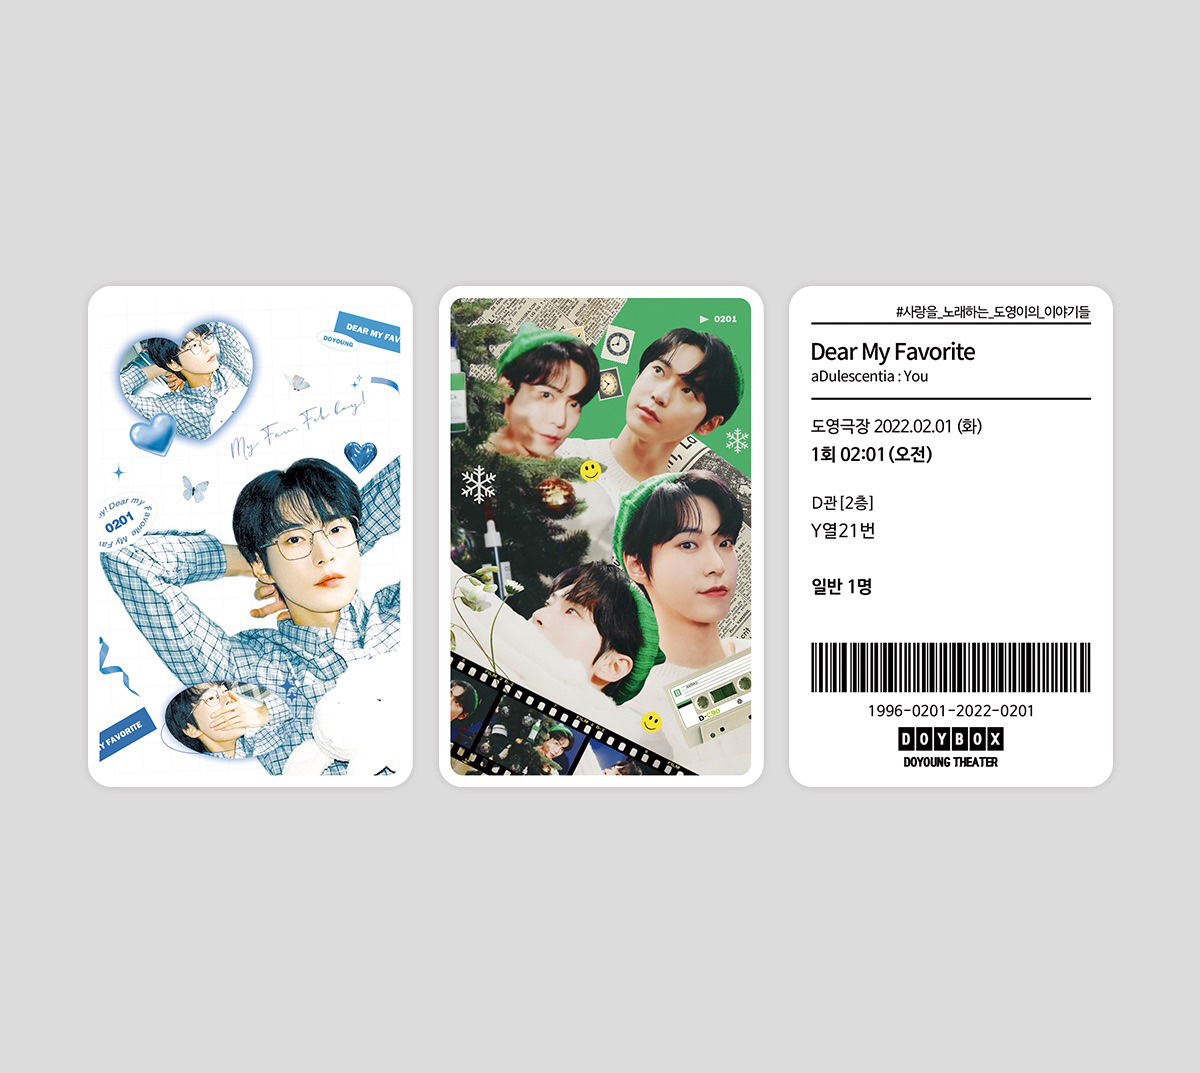 DEAR MY FAV
DOYOUNG
My Fav, Feb boy!
y! Dear my Favorite My Fa
0201
Y FAVORITE
▶ 0201
#사랑을_노래하는_도영이의_이야기들
Dear My Favorite
aDulescentia : You
도영극장 2022.02.01 (화)
1회 02:01 (오전)
D관 [2층]
Y열21번
일반 1명
1996-0201-2022-0201
DOYBOX
DOYOUNG THEATER